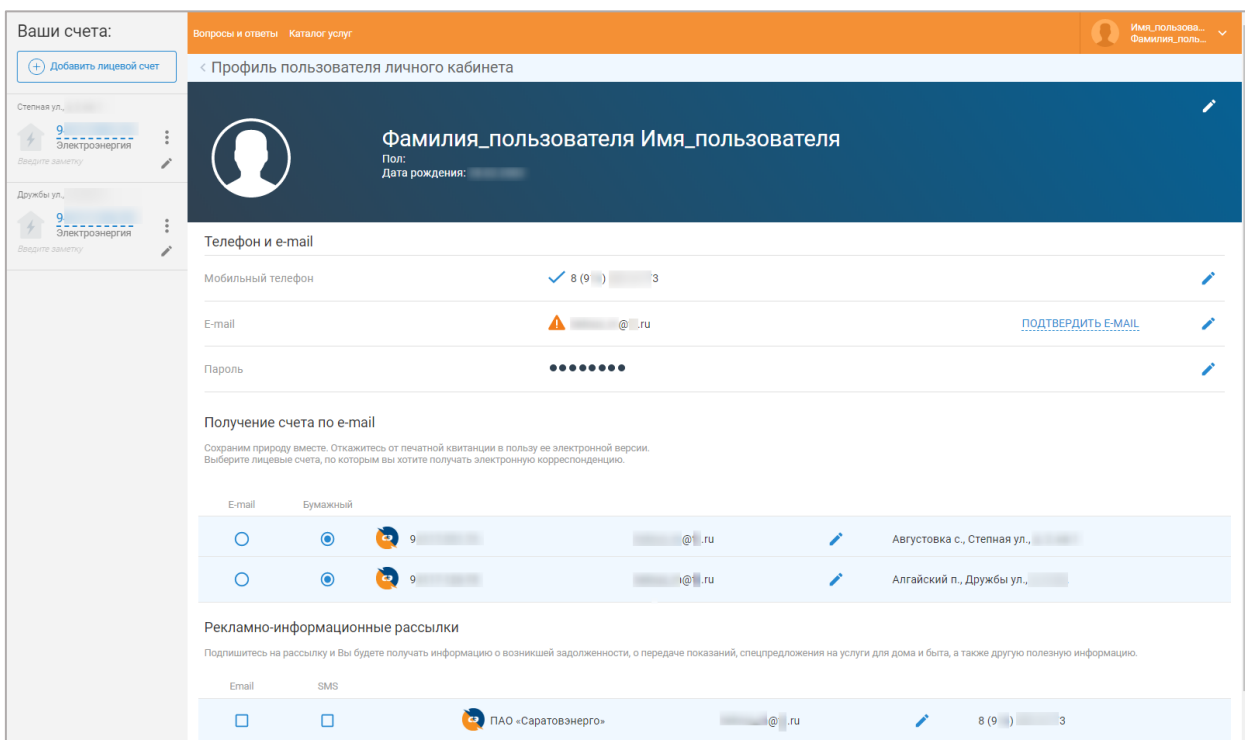 Ваши счета:
Добавить лицевой счет
Степная ул.,
9
Электроэнергия
Введите заметку
Дружбы ул.,
9
Электроэнергия
Введите заметку
Вопросы и ответы Каталог услуг
Имя_пользова...
Фамилия_поль...
< Профиль пользователя личного кабинета
Фамилия_пользователя Имя_пользователя
Пол:
Дата рождения:
Телефон и e-mail
Мобильный телефон 8 (9 ) 3
E-mail @ .ru ПОДТВЕРДИТЬ E-MAIL
Пароль ●●●●●●●●
Получение счета по e-mail
Сохраним природу вместе. Откажитесь от печатной квитанции в пользу ее электронной версии.
Выберите лицевые счета, по которым вы хотите получать электронную корреспонденцию.
E-mail Бумажный
9 @ .ru Августовка с., Степная ул.,
9 @ .ru Алгайский п., Дружбы ул.,
Рекламно-информационные рассылки
Подпишитесь на рассылку и Вы будете получать информацию о возникшей задолженности, о передаче показаний, спецпредложения на услуги для дома и быта, а также другую полезную информацию.
Email SMS
ПАО «Саратовэнерго» @ .ru 8 (9 ) 3